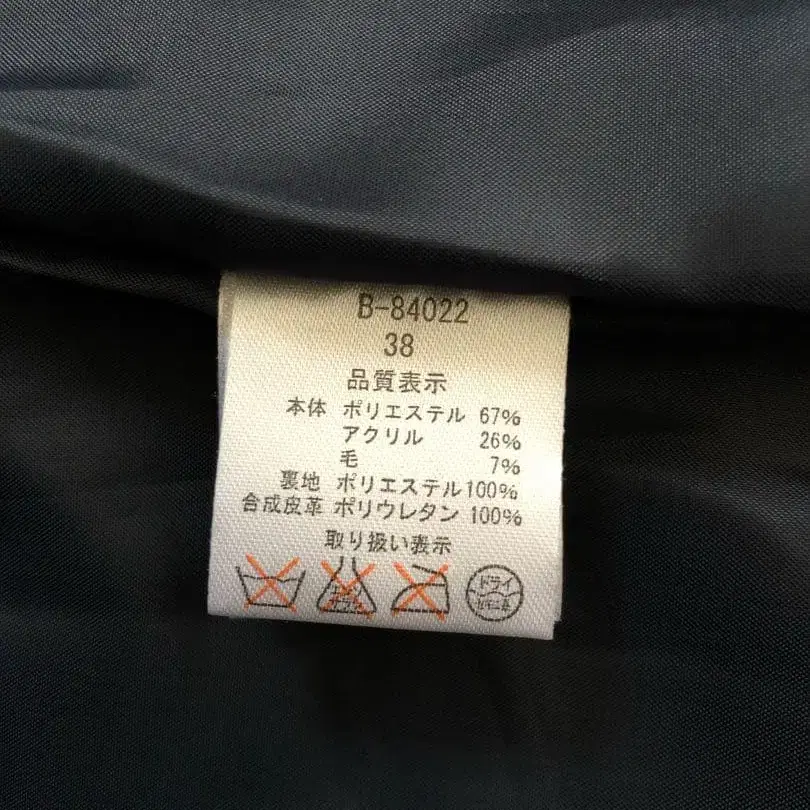 B-84022
38
品質表示
本体 ポリエステル 67%
アクリル 26%
毛 7%
裏地 ポリエステル100%
合成皮革 ポリウレタン 100%
取り扱い表示
ドライ